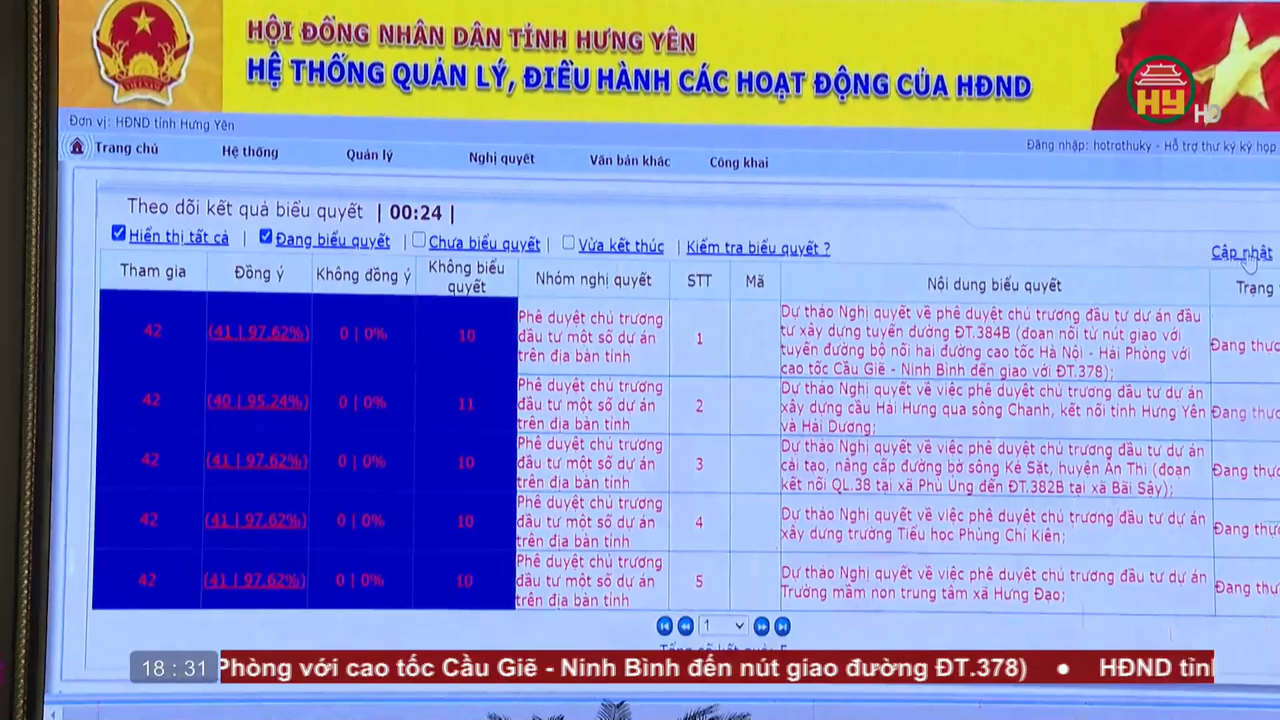 HỘI ĐỒNG NHÂN DÂN TỈNH HƯNG YÊN
HỆ THỐNG QUẢN LÝ, ĐIỀU HÀNH CÁC HOẠT ĐỘNG CỦA HĐND
HY HD
Đơn vị: HĐND tỉnh Hưng Yên
Trang chủ Hệ thống Quản lý Nghị quyết Văn bản khác Công khai
Đăng nhập: hotrothuky - Hỗ trợ thư ký kỳ họp
Theo dõi kết quả biểu quyết | 00:24 |
Hiển thị tất cả | Đang biểu quyết | Chưa biểu quyết | Vừa kết thúc | Kiểm tra biểu quyết ?
Cập nhật
Tham gia Đồng ý Không đồng ý Không biểu quyết Nhóm nghị quyết STT Mã Nội dung biểu quyết Trạng
42 (41 | 97.62%) 0 | 0% 10
Phê duyệt chủ trương
đầu tư một số dự án
trên địa bàn tỉnh
1
Dự thảo Nghị quyết về phê duyệt chủ trương đầu tư dự án đầu
tư xây dựng tuyến đường ĐT.384B (đoạn nối từ nút giao với
tuyến đường bộ nối hai đường cao tốc Hà Nội - Hải Phòng với
cao tốc Cầu Giẽ - Ninh Bình đến giao với ĐT.378);
Đang thực
42 (40 | 95.24%) 0 | 0% 11
Phê duyệt chủ trương
đầu tư một số dự án
trên địa bàn tỉnh
2
Dự thảo Nghị quyết về việc phê duyệt chủ trương đầu tư dự án
xây dựng cầu Hải Hưng qua sông Chanh, kết nối tỉnh Hưng Yên
và Hải Dương;
Đang thực
42 (41 | 97.62%) 0 | 0% 10
Phê duyệt chủ trương
đầu tư một số dự án
trên địa bàn tỉnh
3
Dự thảo Nghị quyết về việc phê duyệt chủ trương đầu tư dự án
cải tạo, nâng cấp đường bờ sông Kẻ Sặt, huyện Ân Thi (đoạn
kết nối QL.38 tại xã Phù Ủng đến ĐT.382B tại xã Bãi Sậy);
Đang thực
42 (41 | 97.62%) 0 | 0% 10
Phê duyệt chủ trương
đầu tư một số dự án
trên địa bàn tỉnh
4
Dự thảo Nghị quyết về việc phê duyệt chủ trương đầu tư dự án
xây dựng trường Tiểu học Phùng Chí Kiên;
Đang thực
42 (41 | 97.62%) 0 | 0% 10
Phê duyệt chủ trương
đầu tư một số dự án
trên địa bàn tỉnh
5
Dự thảo Nghị quyết về việc phê duyệt chủ trương đầu tư dự án
Trường mầm non trung tâm xã Hưng Đạo;
Đang thực
1
18 : 31 Phòng với cao tốc Cầu Giẽ - Ninh Bình đến nút giao đường ĐT.378) • HĐND tỉnh